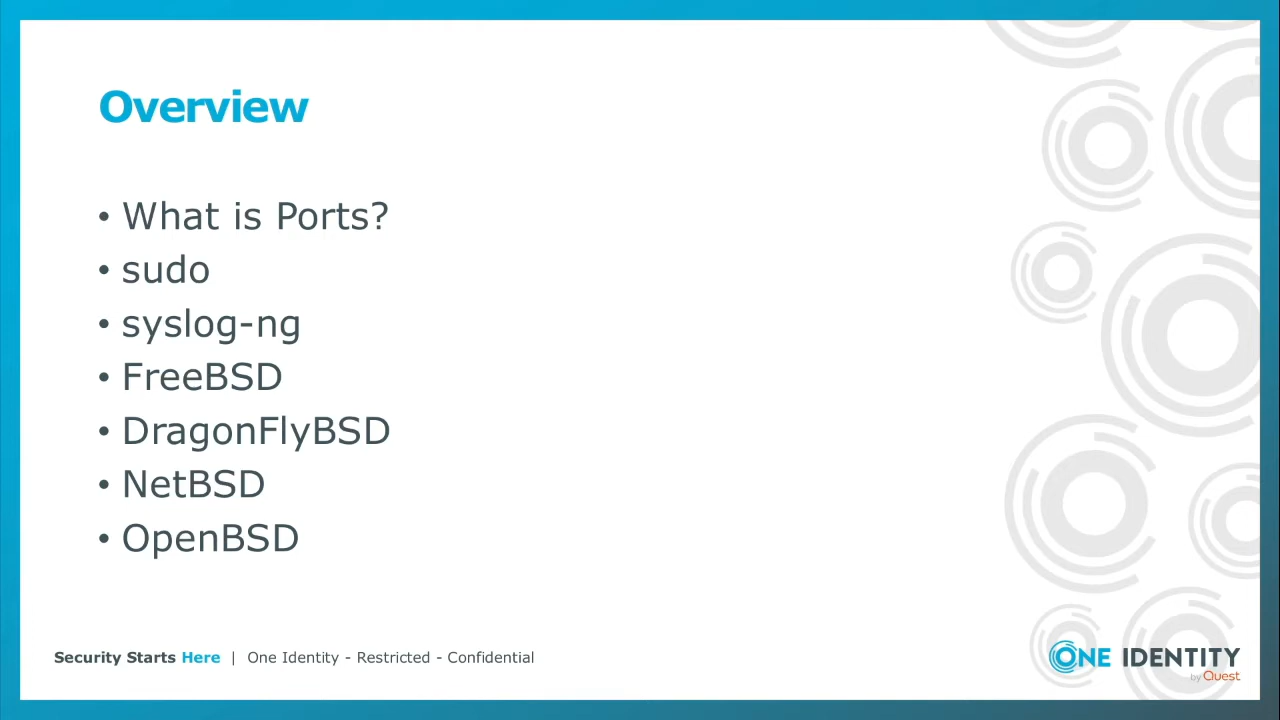 Overview
• What is Ports?
• sudo
• syslog-ng
• FreeBSD
• DragonFlyBSD
• NetBSD
• OpenBSD
Security Starts Here | One Identity - Restricted - Confidential
ONE IDENTITY
by Quest